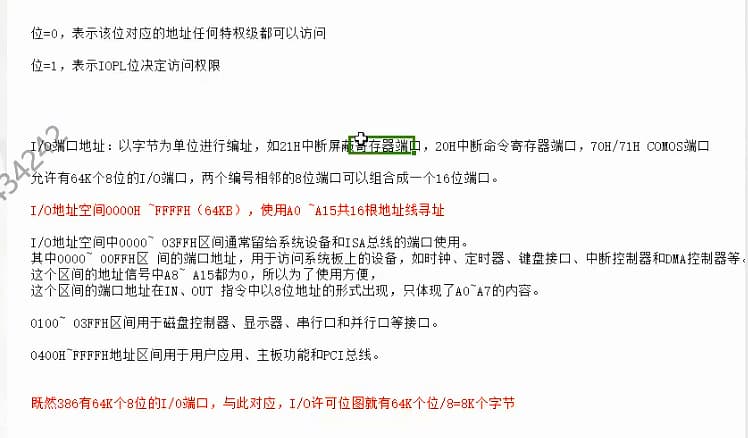 位=0，表示该位对应的地址任何特权级都可以访问
位=1，表示IOPL位决定访问权限
I/O端口地址：以字节为单位进行编址，如21H中断屏蔽寄存器端口，20H中断命令寄存器端口，70H/71H COMOS端口
允许有64K个8位的I/O端口，两个编号相邻的8位端口可以组合成一个16位端口。
I/O地址空间0000H ~FFFFH（64KB），使用A0 ~A15共16根地址线寻址
I/O地址空间中0000~ 03FFH区间通常留给系统设备和ISA总线的端口使用。
其中0000~ 00FFH区 间的端口地址，用于访问系统板上的设备，如时钟、定时器、键盘接口、中断控制器和DMA控制器等。
这个区间的地址信号中A8~ A15都为0，所以为了使用方便，
这个区间的端口地址在IN、OUT 指令中以8位地址的形式出现，只体现了A0~A7的内容。
0100~ 03FFH区间用于磁盘控制器、显示器、串行口和并行口等接口。
0400H~FFFFH地址区间用于用户应用、主板功能和PCI总线。
既然386有64K个8位的I/O端口，与此对应，I/O许可位图就有64K个位/8=8K个字节
434242